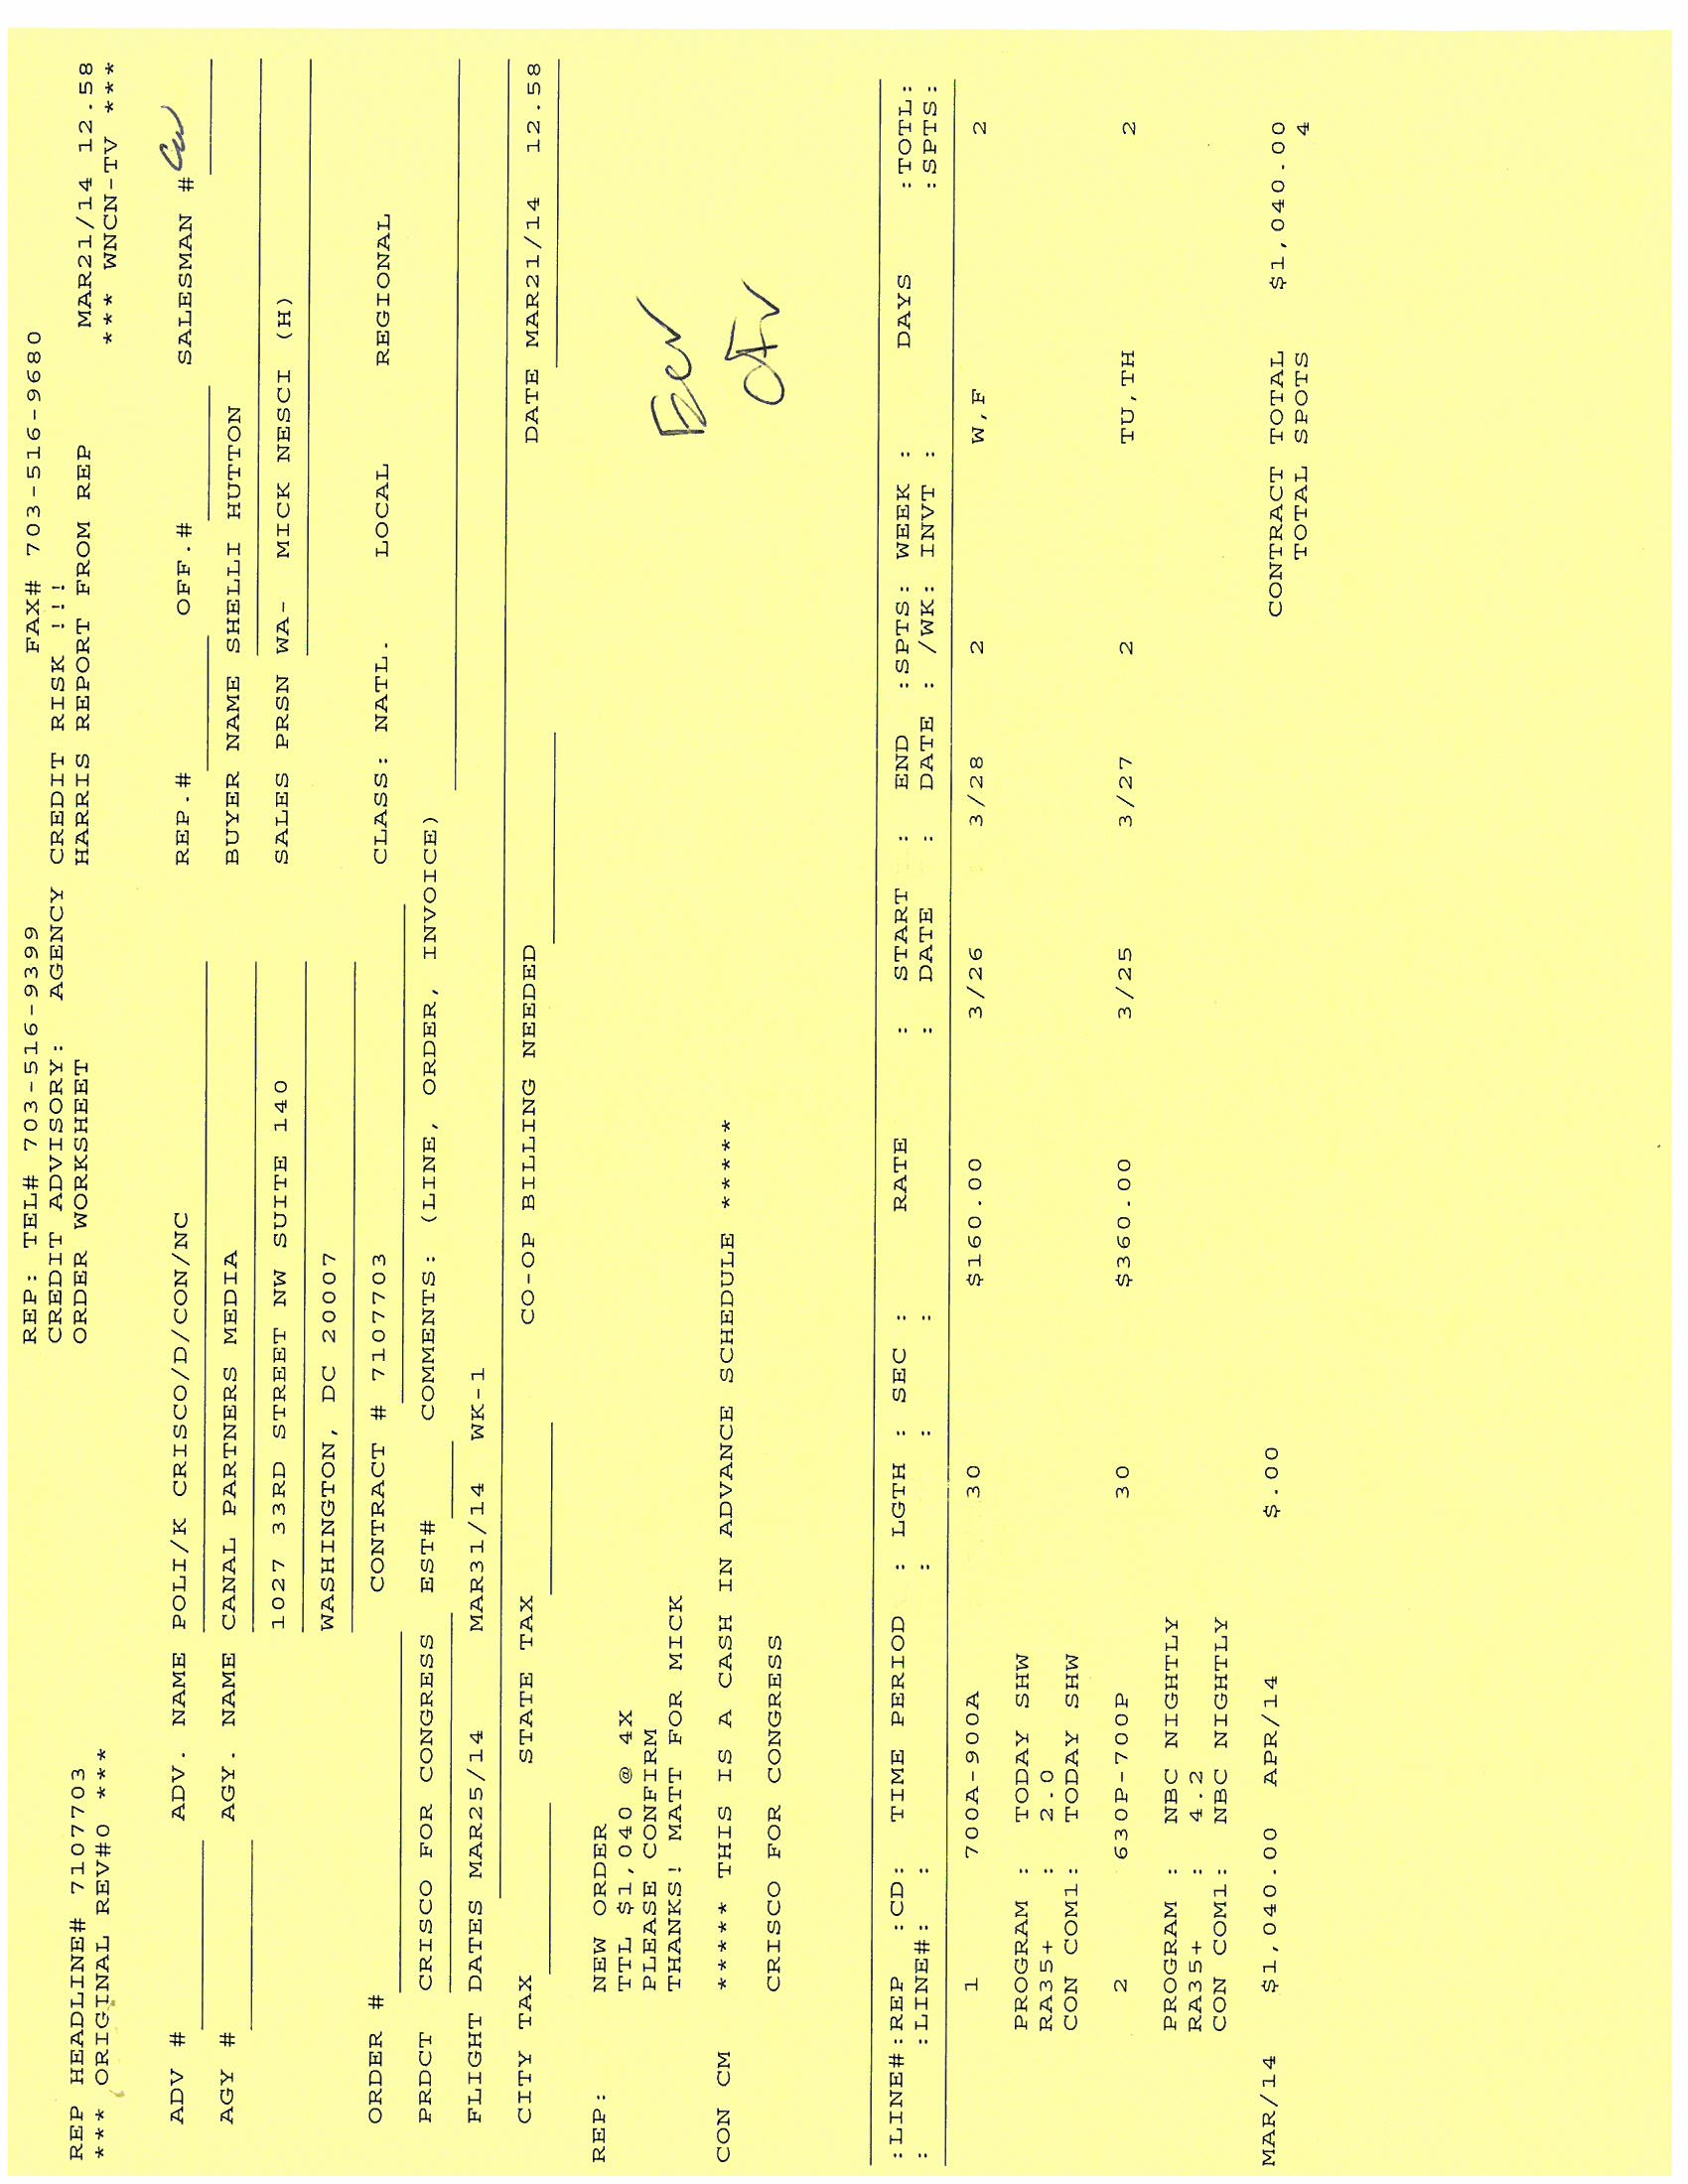 REP: TEL# 703-516-9399 FAX# 703-516-9680
CREDIT ADVISORY: AGENCY CREDIT RISK !!!
REP HEADLINE# 7107703 ORDER WORKSHEET HARRIS REPORT FROM REP MAR21/14 12.58
*** ORIGINAL REV#0 *** *** WNCN-TV ***
ADV # ADV. NAME POLI/K CRISCO/D/CON/NC REP.# OFF.# SALESMAN #
AGY # AGY. NAME CANAL PARTNERS MEDIA BUYER NAME SHELLI HUTTON
1027 33RD STREET NW SUITE 140 SALES PRSN WA- MICK NESCI (H)
WASHINGTON, DC 20007
ORDER # CONTRACT # 7107703 CLASS: NATL. LOCAL REGIONAL
PRDCT CRISCO FOR CONGRESS EST# COMMENTS: (LINE, ORDER, INVOICE)
FLIGHT DATES MAR25/14 MAR31/14 WK-1
CITY TAX STATE TAX CO-OP BILLING NEEDED DATE MAR21/14 12.58
REP: NEW ORDER
TTL $1,040 @ 4X
PLEASE CONFIRM
THANKS! MATT FOR MICK
CON CM ***** THIS IS A CASH IN ADVANCE SCHEDULE *****
CRISCO FOR CONGRESS
:LINE#:REP :CD: TIME PERIOD : LGTH : SEC : RATE : START : END :SPTS: WEEK : DAYS :TOTL:
: :LINE#: : : : : : DATE : DATE : /WK: INVT : :SPTS:
1 700A-900A 30 $160.00 3/26 3/28 2 W,F 2
PROGRAM : TODAY SHW
RA35+ : 2.0
CON COM1: TODAY SHW
2 630P-700P 30 $360.00 3/25 3/27 2 TU,TH 2
PROGRAM : NBC NIGHTLY
RA35+ : 4.2
CON COM1: NBC NIGHTLY
MAR/14 $1,040.00 APR/14 $.00 CONTRACT TOTAL $1,040.00
TOTAL SPOTS 4